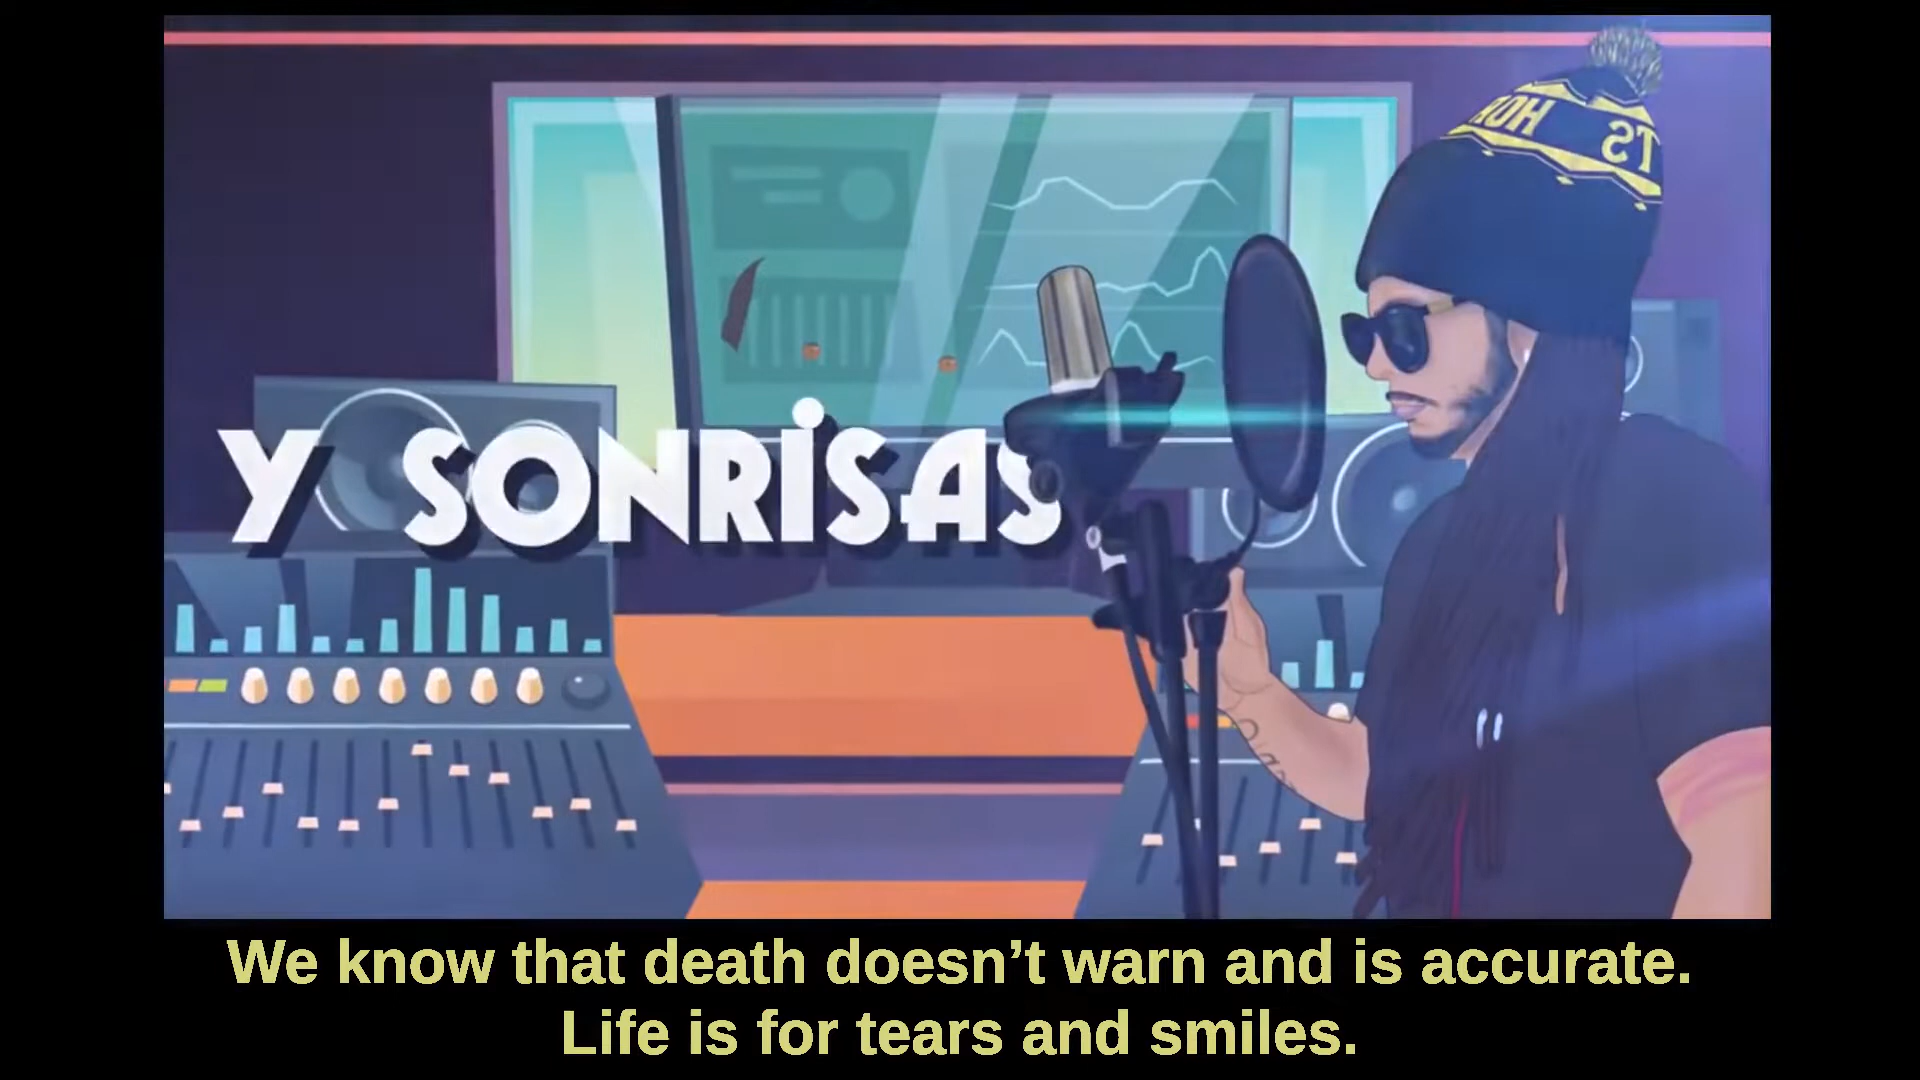 Y SONRiSAS
We know that death doesn’t warn and is accurate.
Life is for tears and smiles.